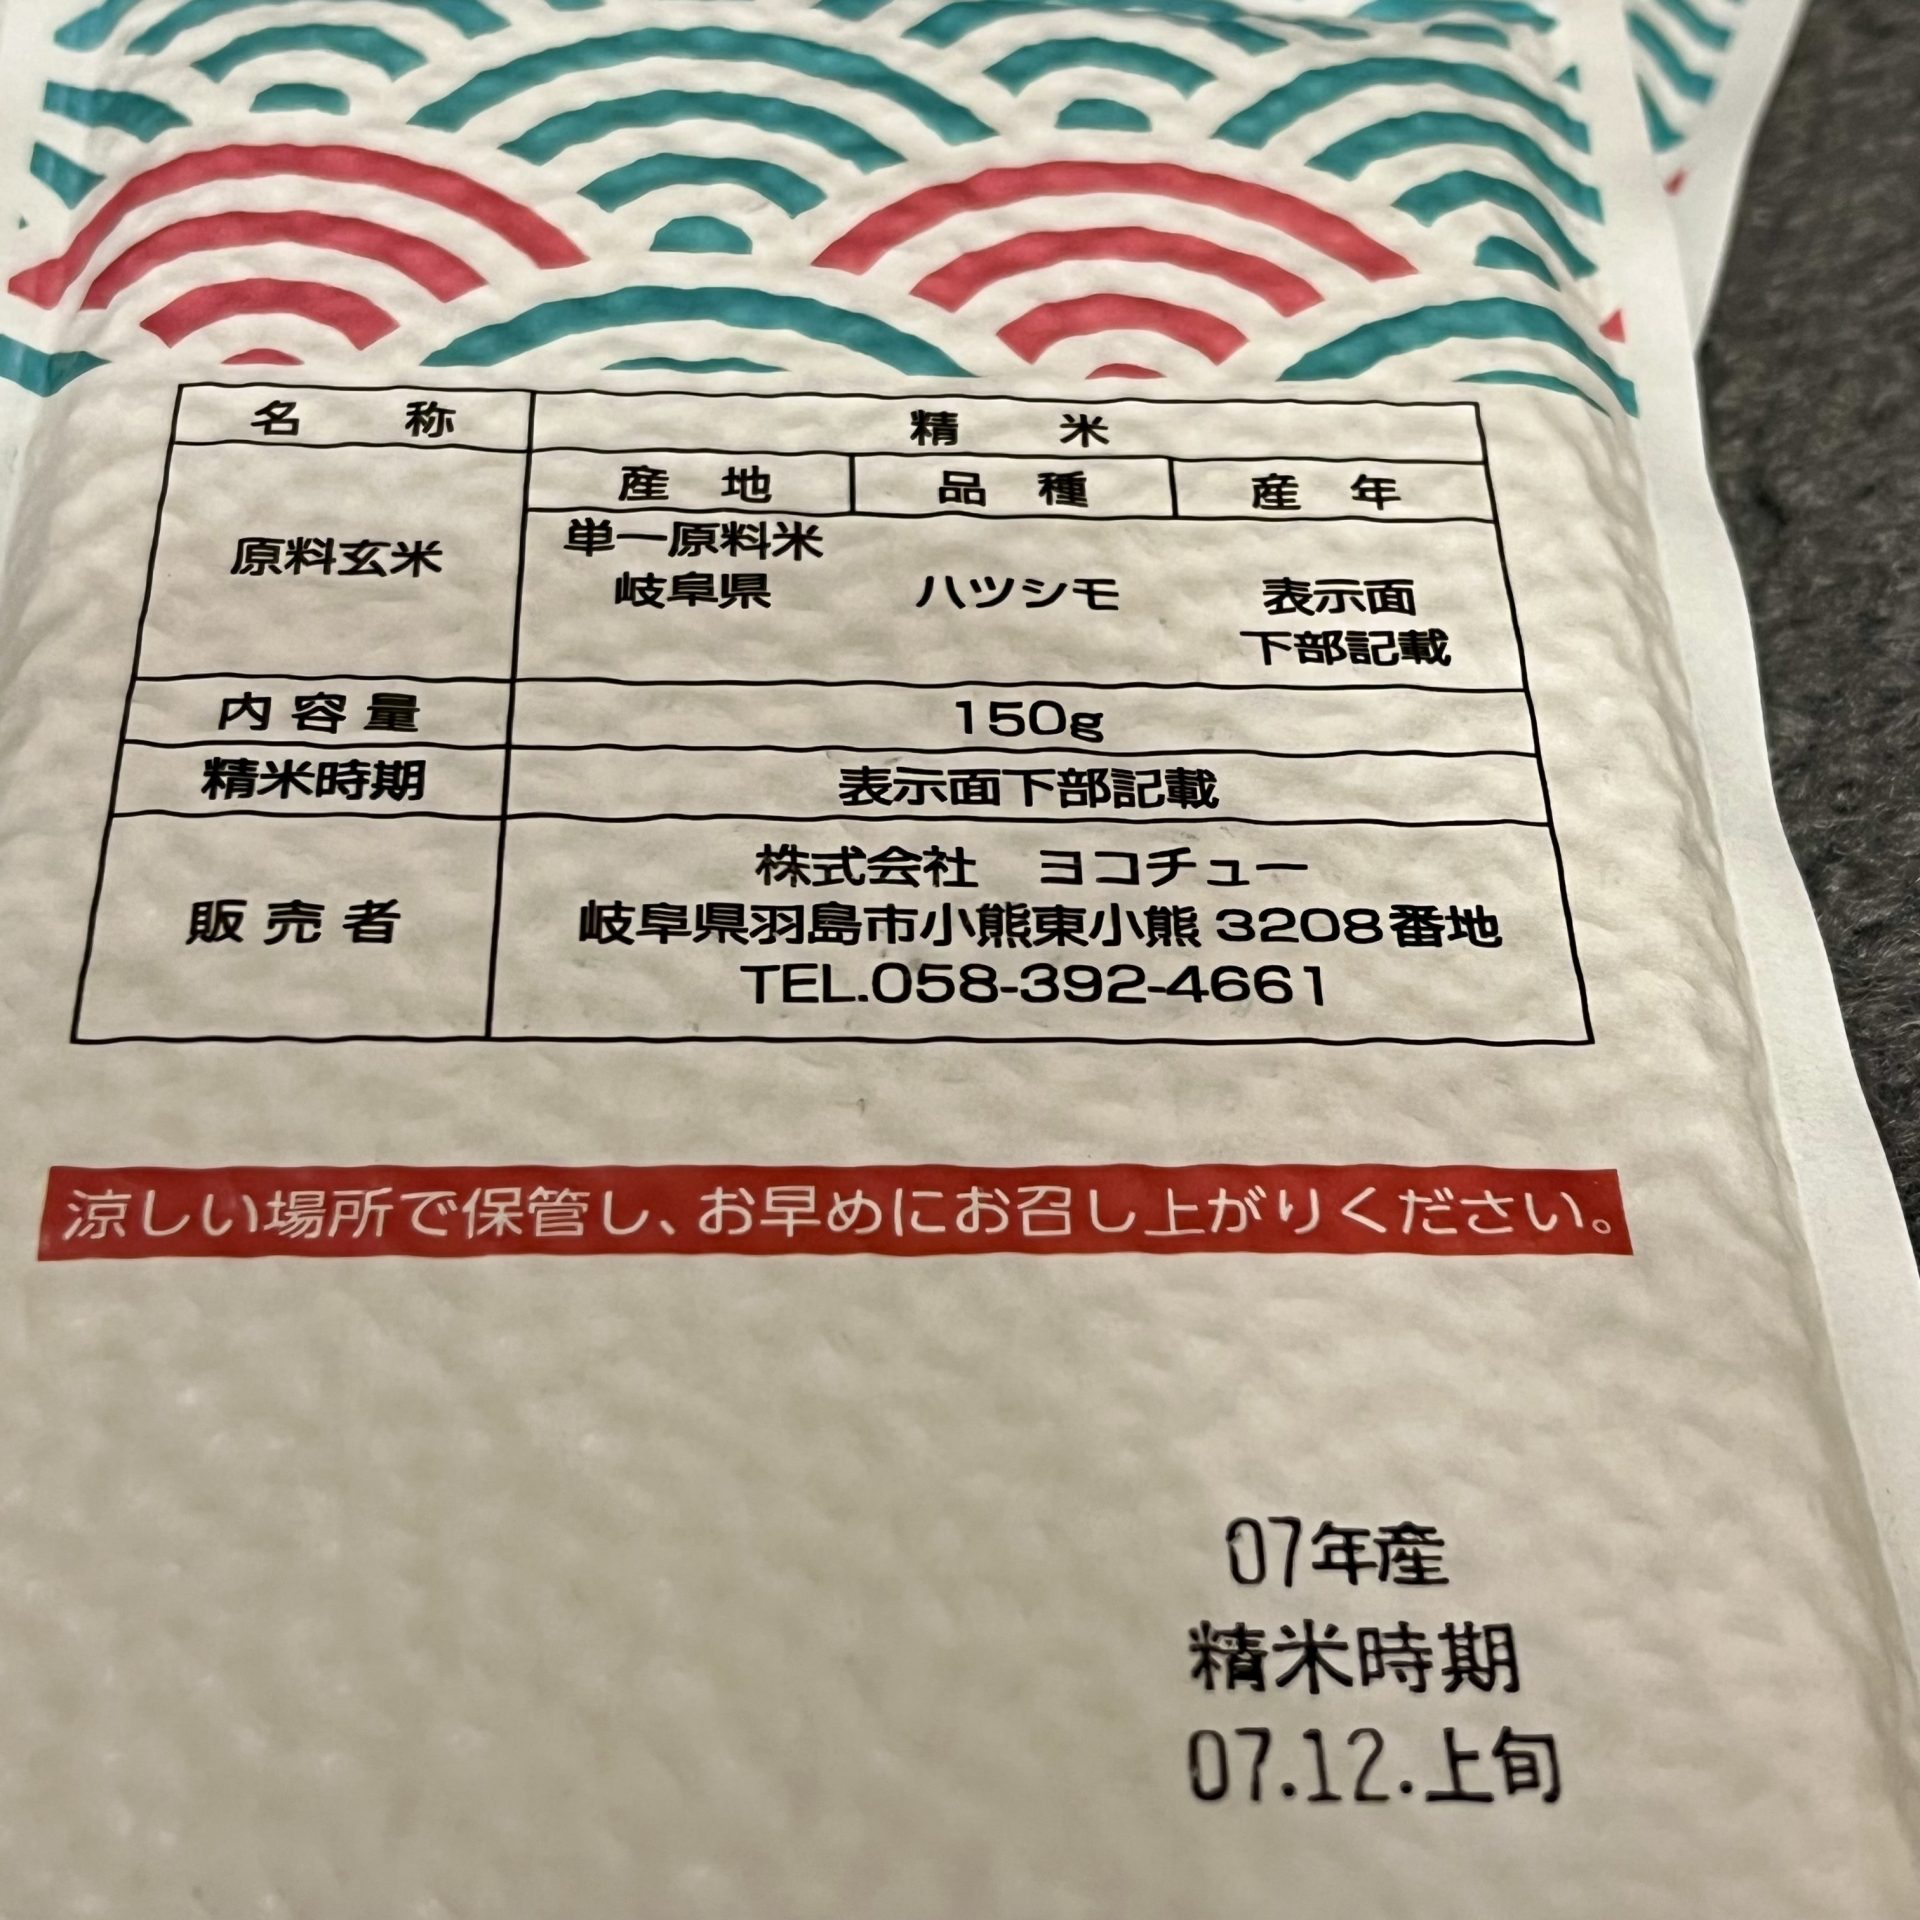 名称 精米
産地 品種 産年
原料玄米
単一原料米
岐阜県 ハツシモ 表示面
下部記載
内容量 150g
精米時期 表示面下部記載
株式会社 ヨコチュー
販売者 岐阜県羽島市小熊東小熊3208番地
TEL.058-392-4661
涼しい場所で保管し、お早めにお召し上がりください。
07年産
精米時期
07.12.上旬